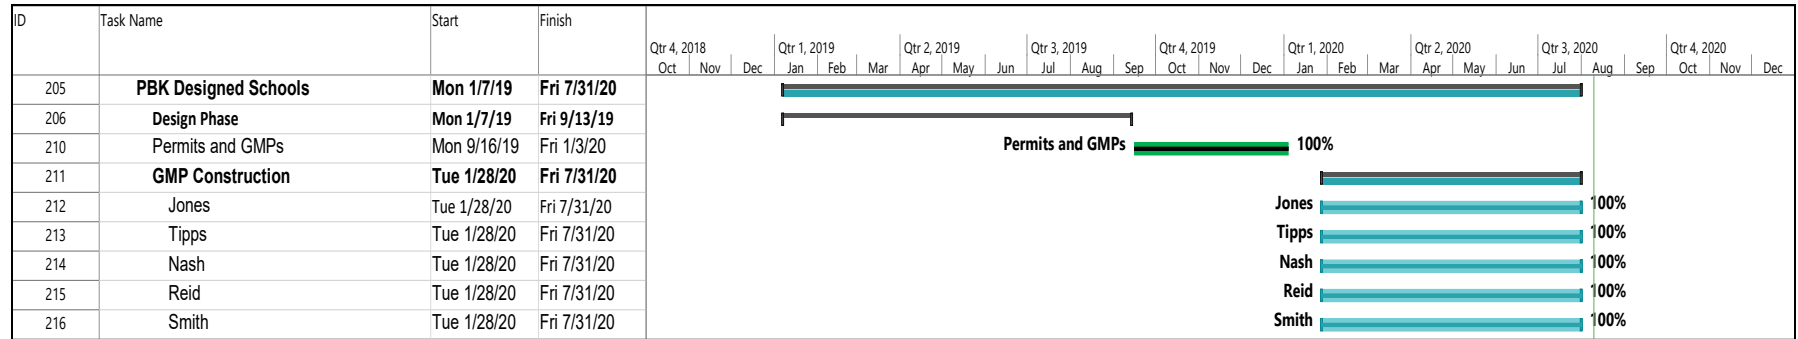 ID Task Name Start Finish
Qtr 4, 2018 Qtr 1, 2019 Qtr 2, 2019 Qtr 3, 2019 Qtr 4, 2019 Qtr 1, 2020 Qtr 2, 2020 Qtr 3, 2020 Qtr 4, 2020
Oct Nov Dec Jan Feb Mar Apr May Jun Jul Aug Sep Oct Nov Dec Jan Feb Mar Apr May Jun Jul Aug Sep Oct Nov Dec
205 PBK Designed Schools Mon 1/7/19 Fri 7/31/20
206 Design Phase Mon 1/7/19 Fri 9/13/19
210 Permits and GMPs Mon 9/16/19 Fri 1/3/20 Permits and GMPs 100%
211 GMP Construction Tue 1/28/20 Fri 7/31/20
212 Jones Tue 1/28/20 Fri 7/31/20 Jones 100%
213 Tipps Tue 1/28/20 Fri 7/31/20 Tipps 100%
214 Nash Tue 1/28/20 Fri 7/31/20 Nash 100%
215 Reid Tue 1/28/20 Fri 7/31/20 Reid 100%
216 Smith Tue 1/28/20 Fri 7/31/20 Smith 100%